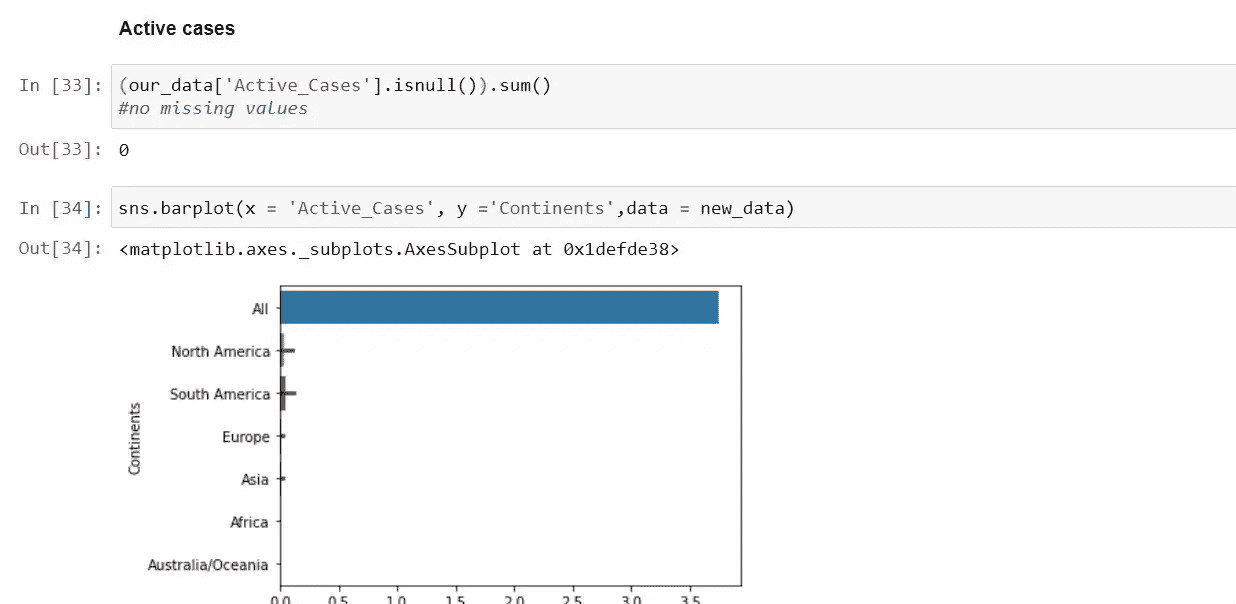 Active cases
In [33]: (our_data['Active_Cases'].isnull()).sum()
#no missing values
Out[33]: 0
In [34]: sns.barplot(x = 'Active_Cases', y ='Continents',data = new_data)
Out[34]: <matplotlib.axes._subplots.AxesSubplot at 0x1defde38>
All
North America
South America
Europe
Asia
Africa
Australia/Oceania
Continents
0.0 0.5 1.0 1.5 2.0 2.5 3.0 3.5